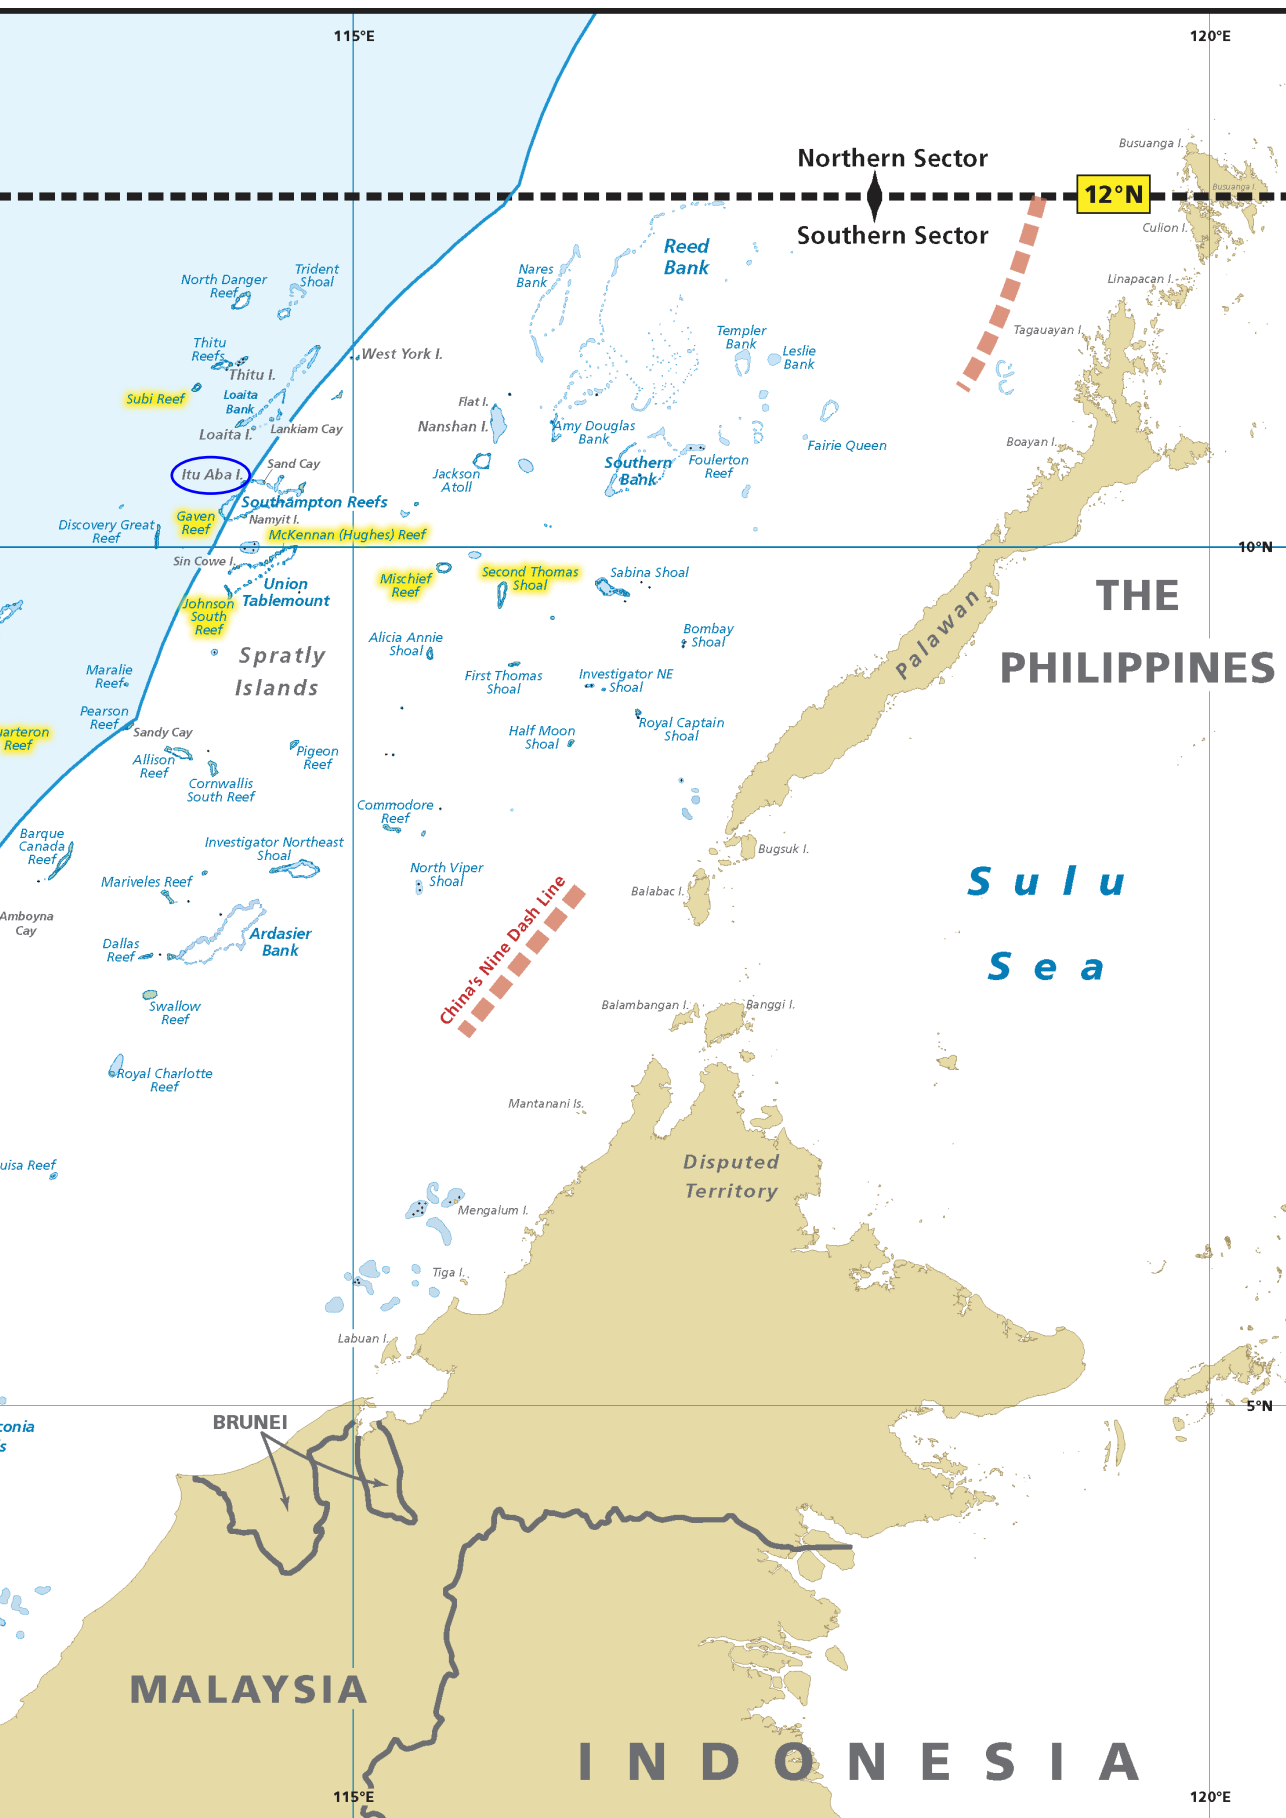 115°E
120°E
Busuanga I.
Northern Sector
12°N
Busuanga I.
Southern Sector
Culion I.
Reed
Bank
North Danger
Reef
Trident
Shoal
Nares
Bank
Linapacan I.
Tagauayan I.
Templer
Bank
Thitu
Reefs
West York I.
Leslie
Bank
Thitu I.
Subi Reef
Loaita
Bank
Flat I.
Nanshan I.
Amy Douglas
Bank
Loaita I.
Lankiam Cay
Boayan I.
Fairie Queen
Itu Aba I.
Sand Cay
Jackson
Atoll
Southern
Bank
Foulerton
Reef
Southampton Reefs
Gaven
Reef
Namyit I.
Discovery Great
Reef
McKennan (Hughes) Reef
10°N
Sin Cowe I.
Mischief
Reef
Second Thomas
Shoal
Sabina Shoal
Union
Tablemount
THE
PHILIPPINES
Johnson
South
Reef
Palawan
Alicia Annie
Shoal
Bombay
Shoal
Spratly
Islands
Maralie
Reef
First Thomas
Shoal
Investigator NE
Shoal
Pearson
Reef
uarteron
Reef
Sandy Cay
Half Moon
Shoal
Royal Captain
Shoal
Allison
Reef
Pigeon
Reef
Cornwallis
South Reef
Commodore
Reef
Barque
Canada
Reef
Investigator Northeast
Shoal
Bugsuk I.
Mariveles Reef
North Viper
Shoal
Balabac I.
Sulu
Sea
Amboyna
Cay
China's Nine Dash Line
Dallas
Reef
Ardasier
Bank
Swallow
Reef
Balambangan I.
Banggi I.
Royal Charlotte
Reef
Mantanani Is.
uisa Reef
Disputed
Territory
Mengalum I.
Tiga I.
Labuan I.
5°N
conia
s
BRUNEI
MALAYSIA
INDONESIA
115°E
120°E